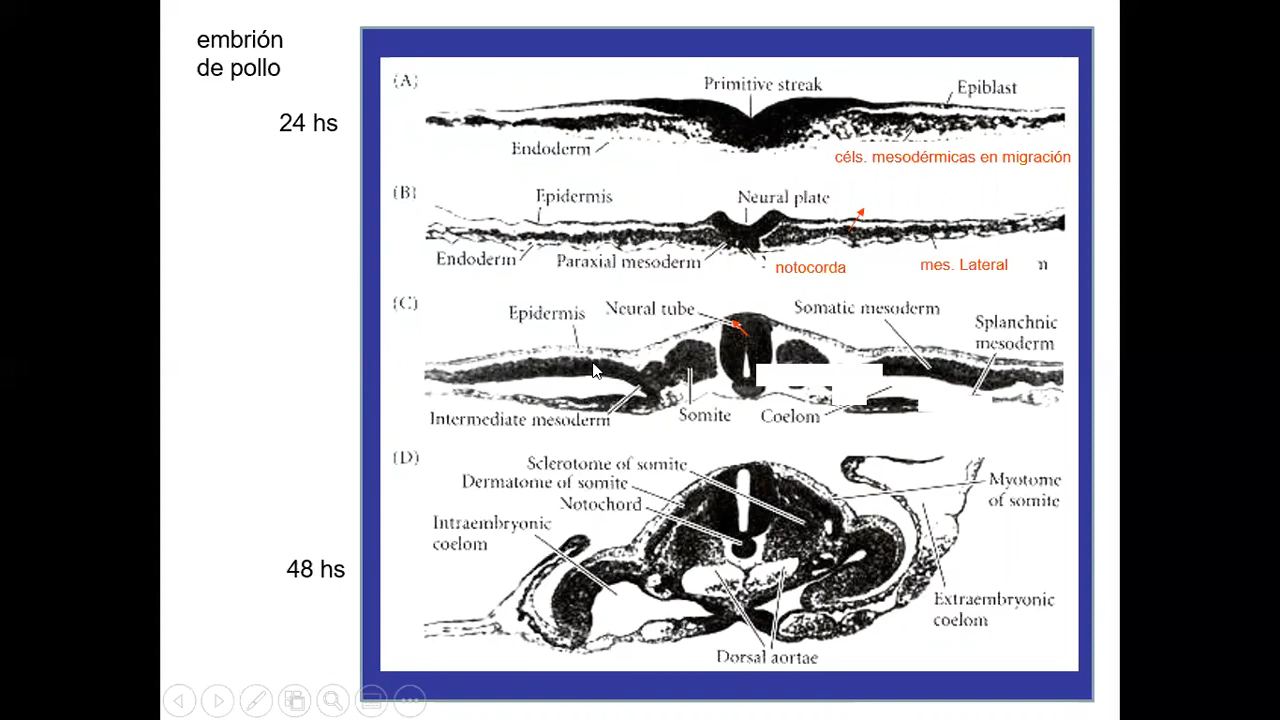 embrión
de pollo
24 hs
(A)
Primitive streak
Epiblast
Endoderm
céls. mesodérmicas en migración
(B)
Epidermis
Neural plate
Endoderm
Paraxial mesoderm
notocorda
mes. Lateral
n
(C)
Epidermis
Neural tube
Somatic mesoderm
Splanchnic
mesoderm
Intermediate mesoderm
Somite
Coelom
(D)
Sclerotome of somite
Dermatome of somite
Notochord
Myotome
of somite
Intraembryonic
coelom
48 hs
Extraembryonic
coelom
Dorsal aortae